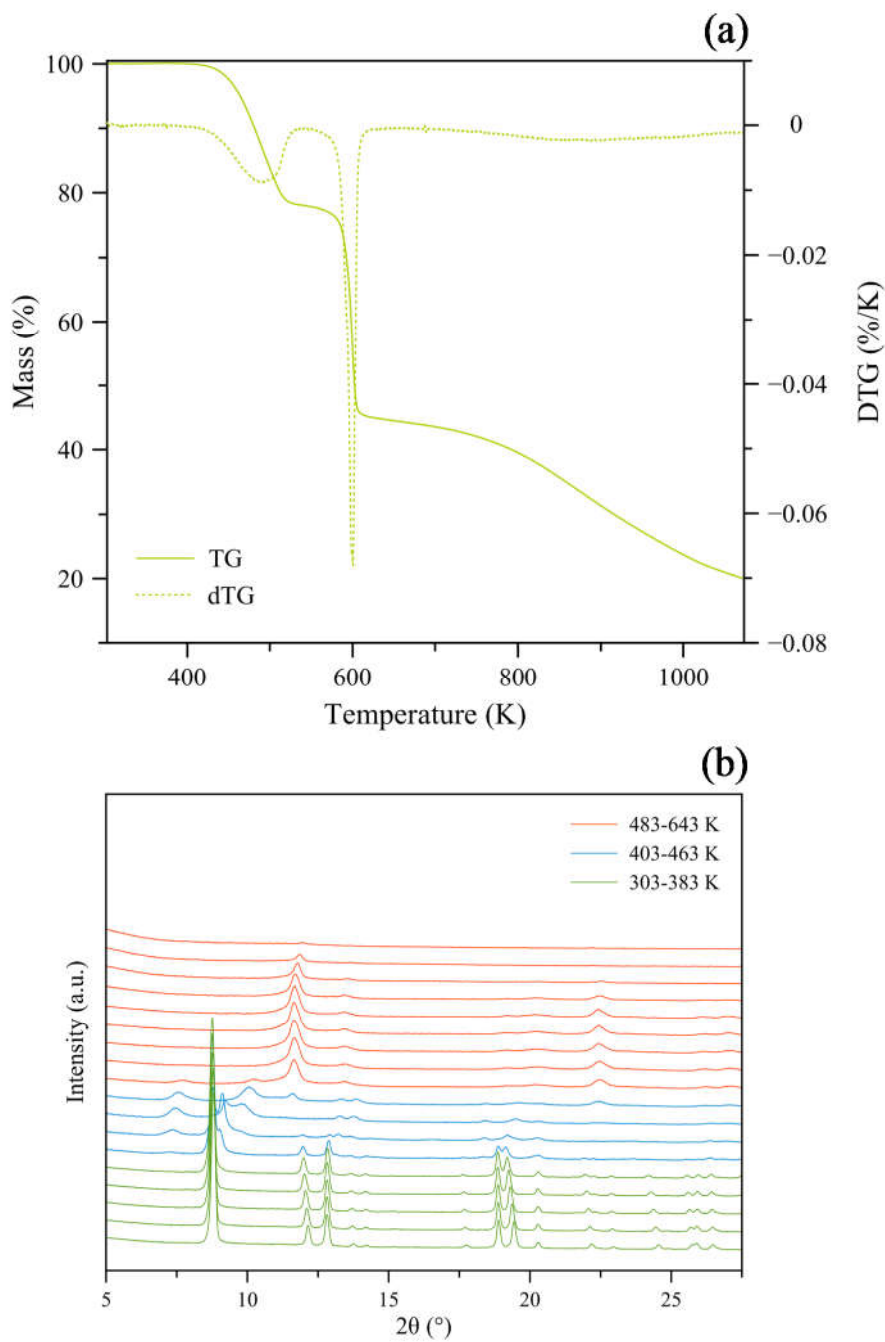 (a)
100
80
60
40
20
Mass (%)
0
−0.02
−0.04
−0.06
−0.08
DTG (%/K)
TG
dTG
400 600 800 1000
Temperature (K)
(b)
483-643 K
403-463 K
303-383 K
Intensity (a.u.)
5 10 15 20 25
2θ (°)